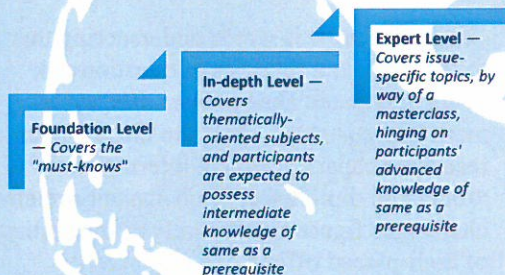 Foundation Level
— Covers the
"must-knows"
In-depth Level —
Covers
thematically-
oriented subjects,
and participants
are expected to
possess
intermediate
knowledge of
same as a
prerequisite
Expert Level —
Covers issue-
specific topics, by
way of a
masterclass,
hinging on
participants'
advanced
knowledge of
same as a
prerequisite